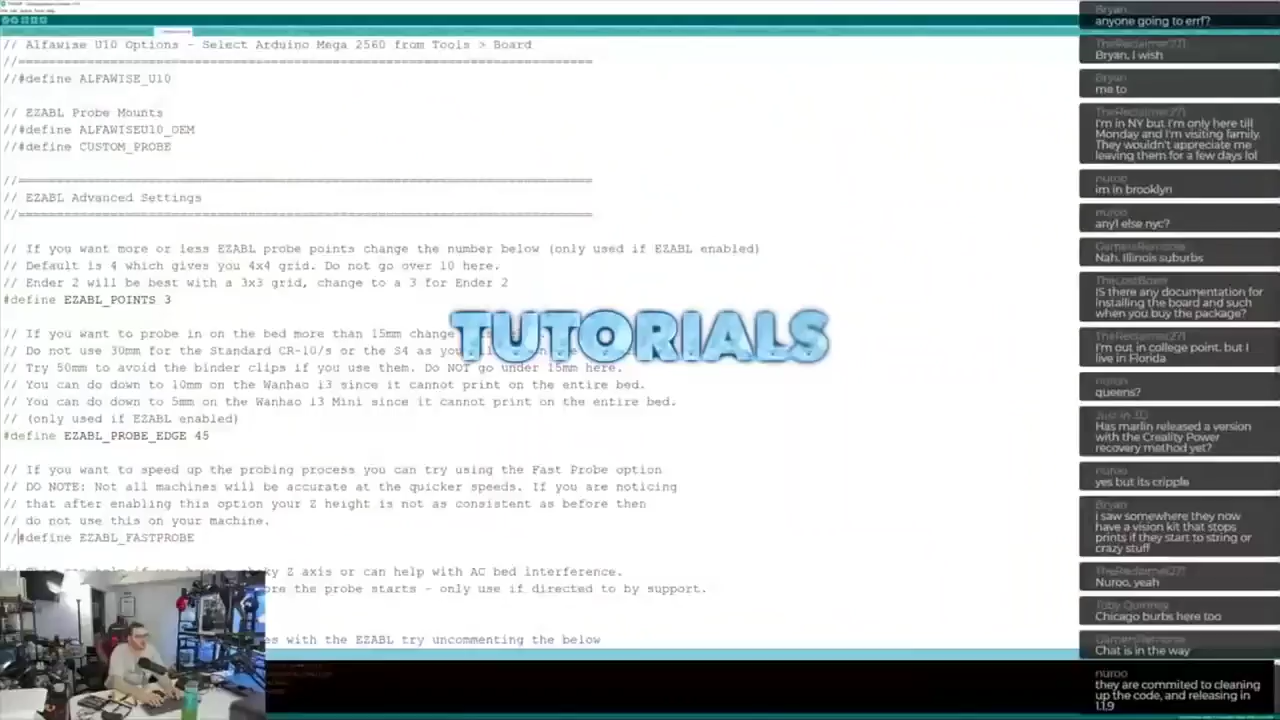 // Alfawise U10 Options - Select Arduino Mega 2560 from Tools > Board
//===========================================================================
//#define ALFAWISE_U10
// EZABL Probe Mounts
//#define ALFAWISEU10_OEM
//#define CUSTOM_PROBE
//===========================================================================
// EZABL Advanced Settings
//===========================================================================
// If you want more or less EZABL probe points change the number below (only used if EZABL enabled)
// Default is 4 which gives you 4x4 grid. Do not go over 10 here.
// Ender 2 will be best with a 3x3 grid, change to a 3 for Ender 2
#define EZABL_POINTS 3
TUTORIALS
// If you want to probe in on the bed more than 15mm change
// Do not use 30mm for the Standard CR-10/s or the S4 as you
// Try 50mm to avoid the binder clips if you use them. Do NOT go under 15mm here.
// You can do down to 10mm on the Wanhao i3 since it cannot print on the entire bed.
// You can do down to 5mm on the Wanhao i3 Mini since it cannot print on the entire bed.
// (only used if EZABL enabled)
#define EZABL_PROBE_EDGE 45
// If you want to speed up the probing process you can try using the Fast Probe option
// DO NOTE: Not all machines will be accurate at the quicker speeds. If you are noticing
// that after enabling this option your Z height is not as consistent as before then
// do not use this on your machine.
//#define EZABL_FASTPROBE
ky Z axis or can help with AC bed interference.
ore the probe starts - only use if directed to by support.
es with the EZABL try uncommenting the below
Bryan
anyone going to errf?
TheReclaimer271
Bryan, I wish
Bryan
me to
TheReclaimer271
I'm in NY but I'm only here till
Monday and I'm visiting family.
They wouldn't appreciate me
leaving them for a few days lol
nuroo
im in brooklyn
nuroo
any1 else nyc?
Nah. Illinois suburbs
TheLostBoxer
IS there any documentation for
installing the board and such
when you buy the package?
TheReclaimer271
I'm out in college point. but I
live in Florida
nuroo
queens?
Has marlin released a version
with the Creality Power
recovery method yet?
nuroo
yes but its cripple
Bryan
i saw somewhere they now
have a vision kit that stops
prints if they start to string or
crazy stuff
TheReclaimer271
Nuroo, yeah
Chicago burbs here too
Chat is in the way
nuroo
they are commited to cleaning
up the code, and releasing in
1.1.9